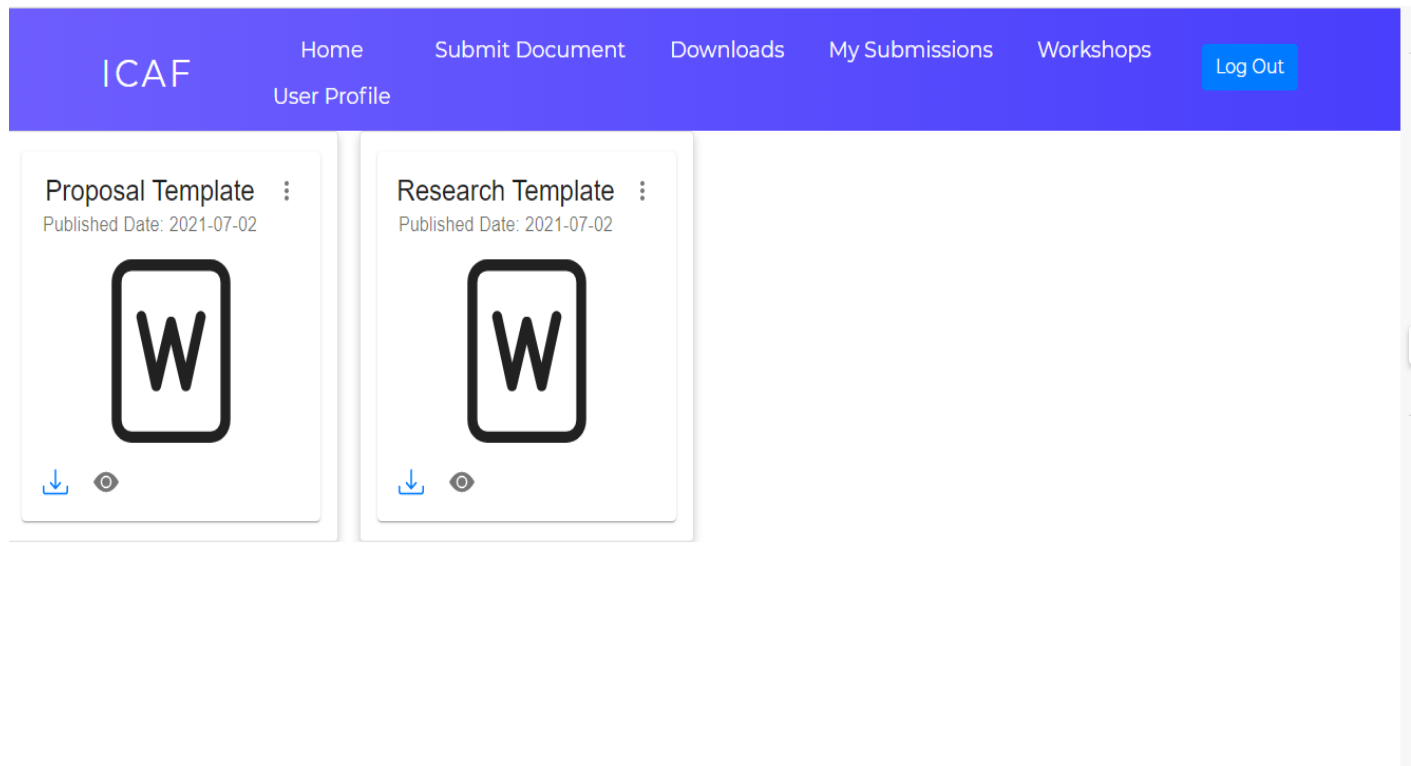 ICAF
Home Submit Document Downloads My Submissions Workshops
User Profile
Log Out
Proposal Template
Published Date: 2021-07-02
W
Research Template
Published Date: 2021-07-02
W